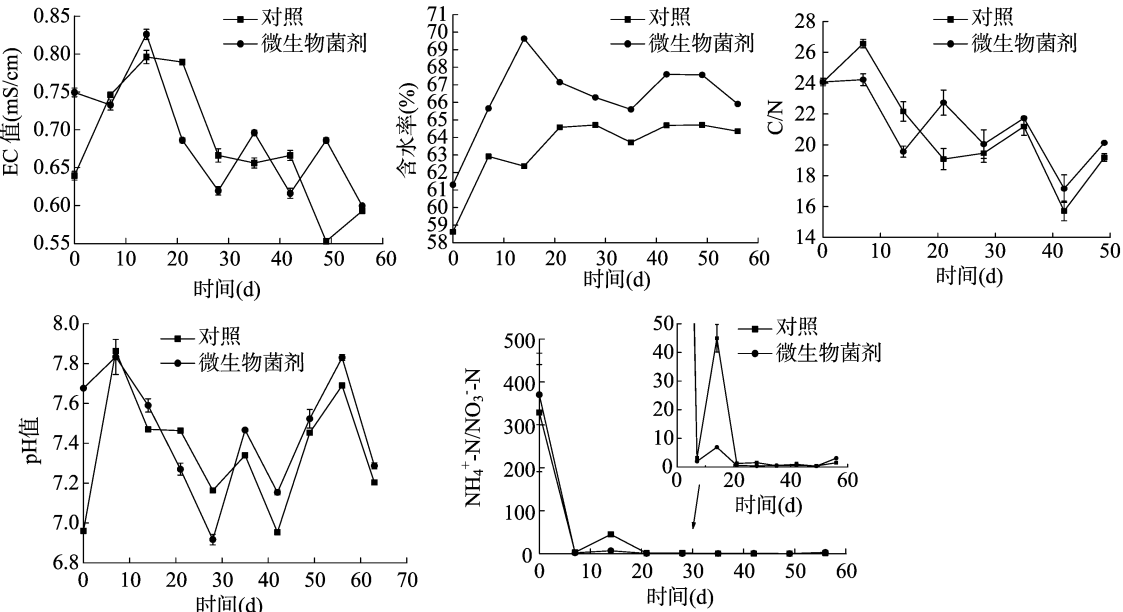 EC 值(mS/cm)
0.85
0.80
0.75
0.70
0.65
0.60
0.55
0 10 20 30 40 50 60
时间(d)
对照
微生物菌剂
含水率(%)
71
70
69
68
67
66
65
64
63
62
61
60
59
58
0 10 20 30 40 50 60
时间(d)
对照
微生物菌剂
C/N
28
26
24
22
20
18
16
14
0 10 20 30 40 50
时间(d)
对照
微生物菌剂
pH值
8.0
7.8
7.6
7.4
7.2
7.0
6.8
0 10 20 30 40 50 60 70
时间(d)
对照
微生物菌剂
NH₄⁺-N/NO₃⁻-N
500
400
300
200
100
0
0 10 20 30 40 50 60
时间(d)
50
40
30
20
10
0
0 20 40 60
时间(d)
对照
微生物菌剂